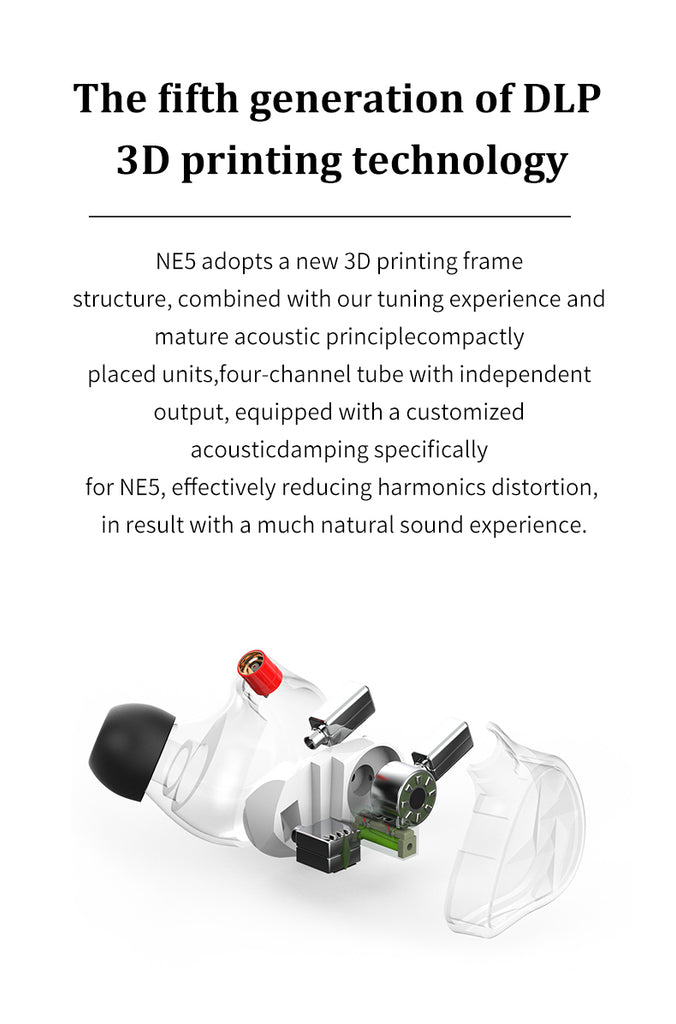 The fifth generation of DLP
3D printing technology
NE5 adopts a new 3D printing frame
structure, combined with our tuning experience and
mature acoustic principlecompactly
placed units,four-channel tube with independent
output, equipped with a customized
acousticdamping specifically
for NE5, effectively reducing harmonics distortion,
in result with a much natural sound experience.